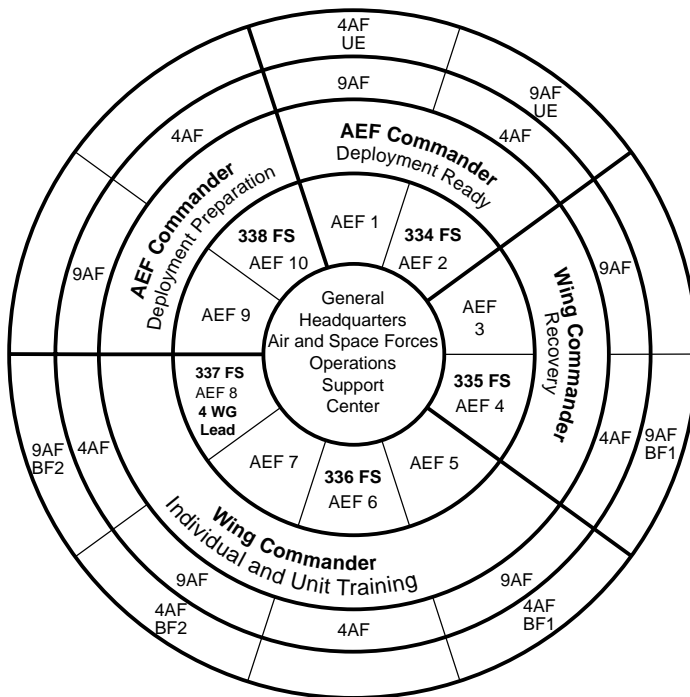 4AF
UE
9AF
UE
9AF
4AF
4AF
9AF
9AF
4AF
9AF
BF1
9AF
4AF
BF1
4AF
9AF
4AF
BF2
4AF
9AF
BF2
AEF Commander
Deployment Ready
AEF Commander
Deployment Preparation
Wing Commander
Recovery
Wing Commander
Individual and Unit Training
AEF 1
334 FS
AEF 2
AEF
3
335 FS
AEF 4
AEF 5
336 FS
AEF 6
AEF 7
337 FS
AEF 8
4 WG
Lead
AEF 9
338 FS
AEF 10
General
Headquarters
Air and Space Forces
Operations
Support
Center